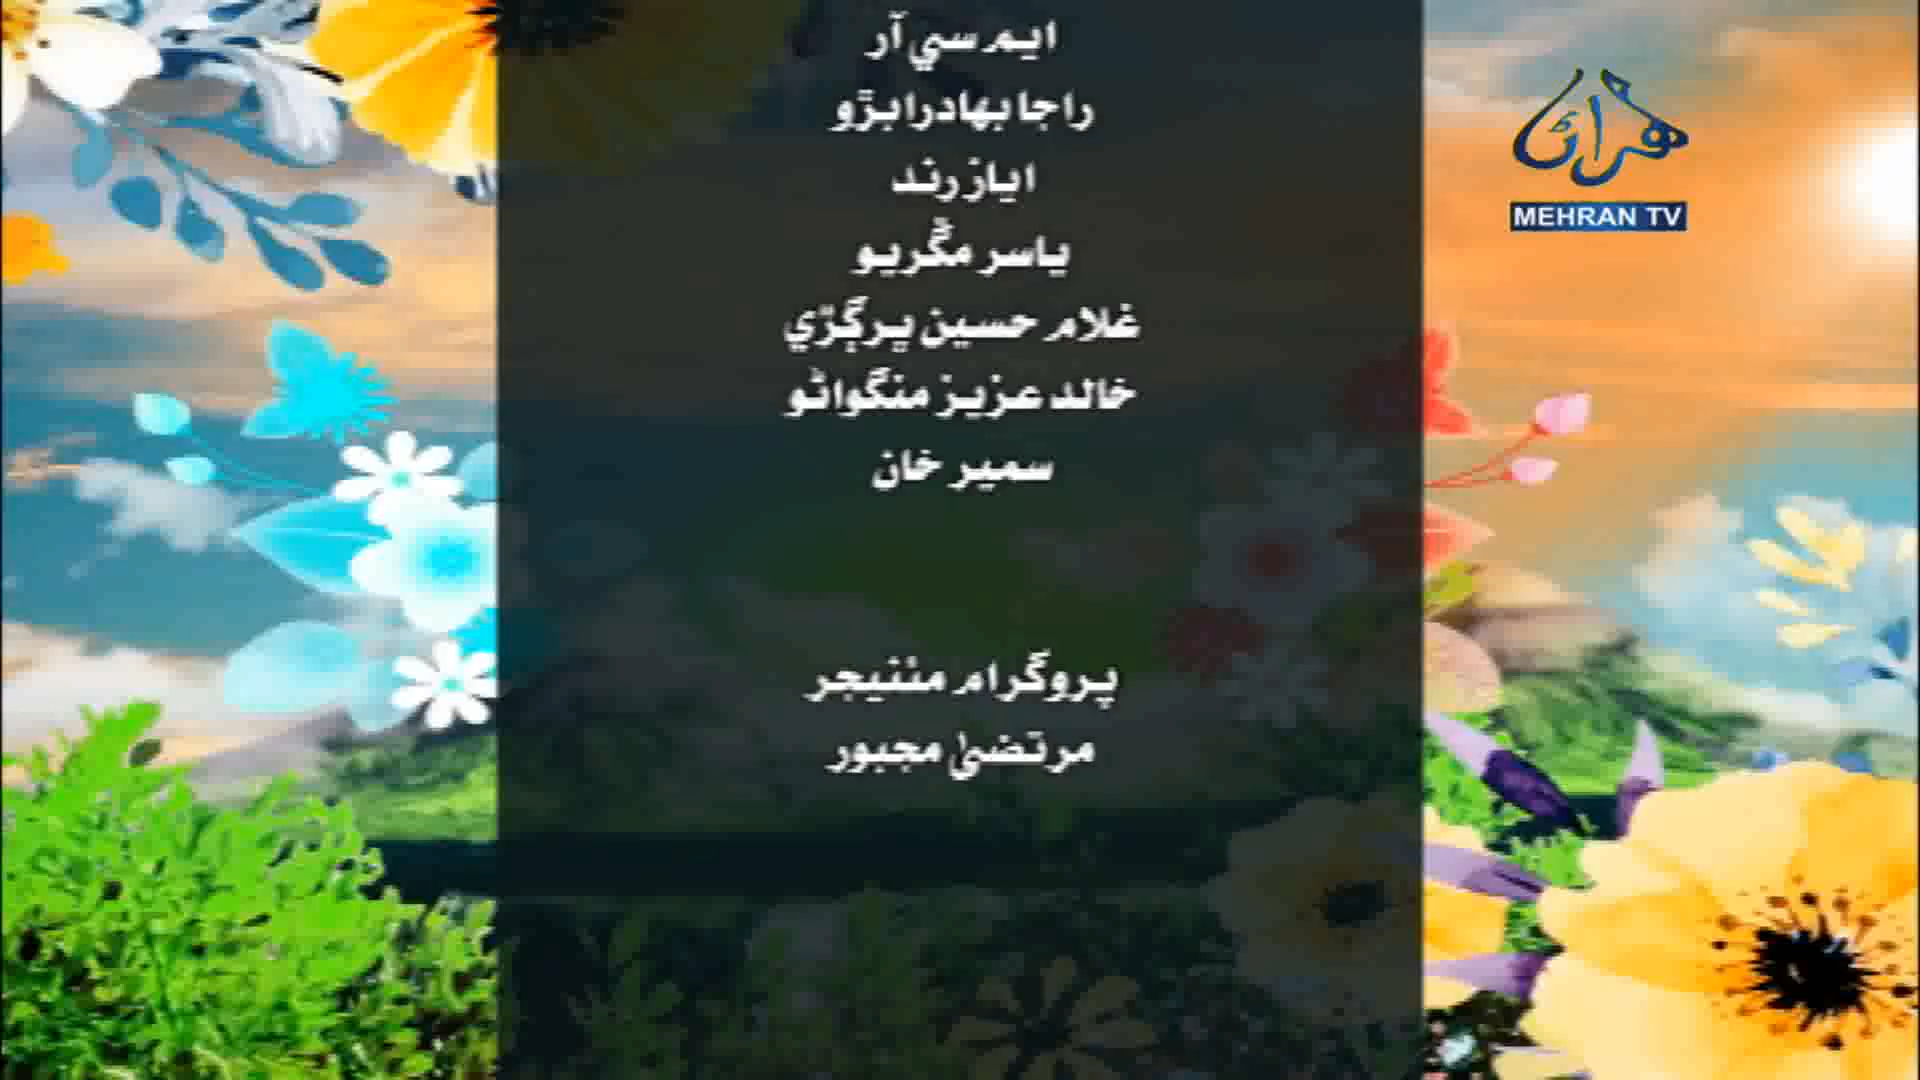 ايم سي آر
راجا بهادر ابڙو
اياز رند
ياسر مڱريو
غلام حسين پرڳڙي
خالد عزيز منگواڻو
سمير خان
پروگرام مئنيجر
مرتضيٰ مجبور
مهراڻ
MEHRAN TV